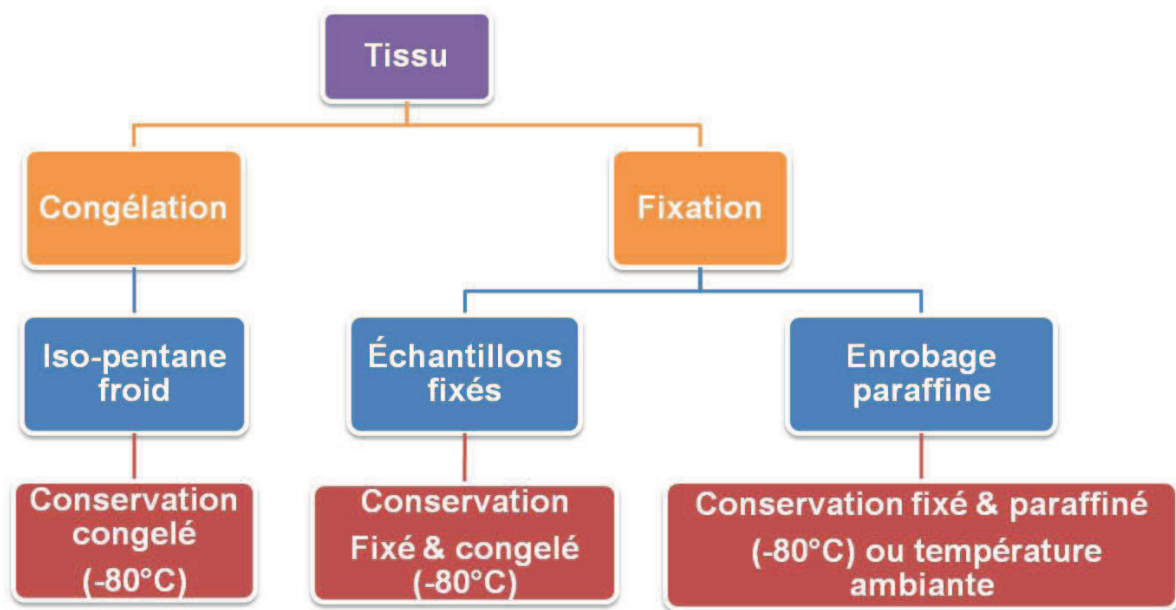 Tissu
Congélation
Fixation
Iso-pentane
froid
Échantillons
fixés
Enrobage
paraffine
Conservation
congelé
(-80°C)
Conservation
Fixé & congelé
(-80°C)
Conservation fixé & paraffiné
(-80°C) ou température
ambiante